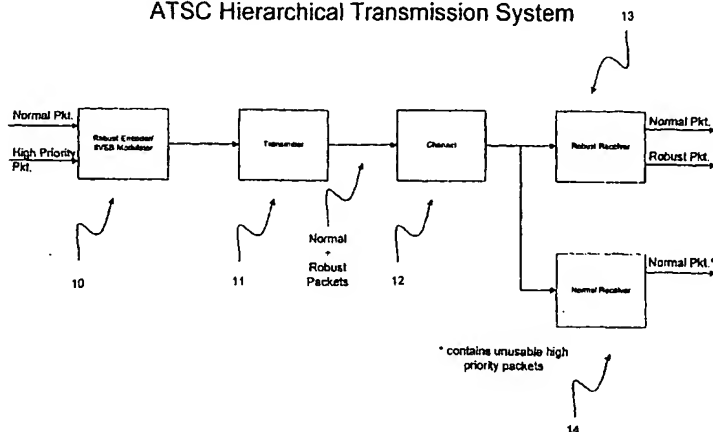 ATSC Hierarchical Transmission System
13
Normal Pkt.
High Priority
Pkt.
Robust Encoder/
8VSB Modulator
Transmitter
Channel
Robust Receiver
Normal Pkt.
Robust Pkt.
Normal
+
Robust
Packets
10
11
12
Normal Receiver
Normal Pkt.*
* contains unusable high
priority packets
14